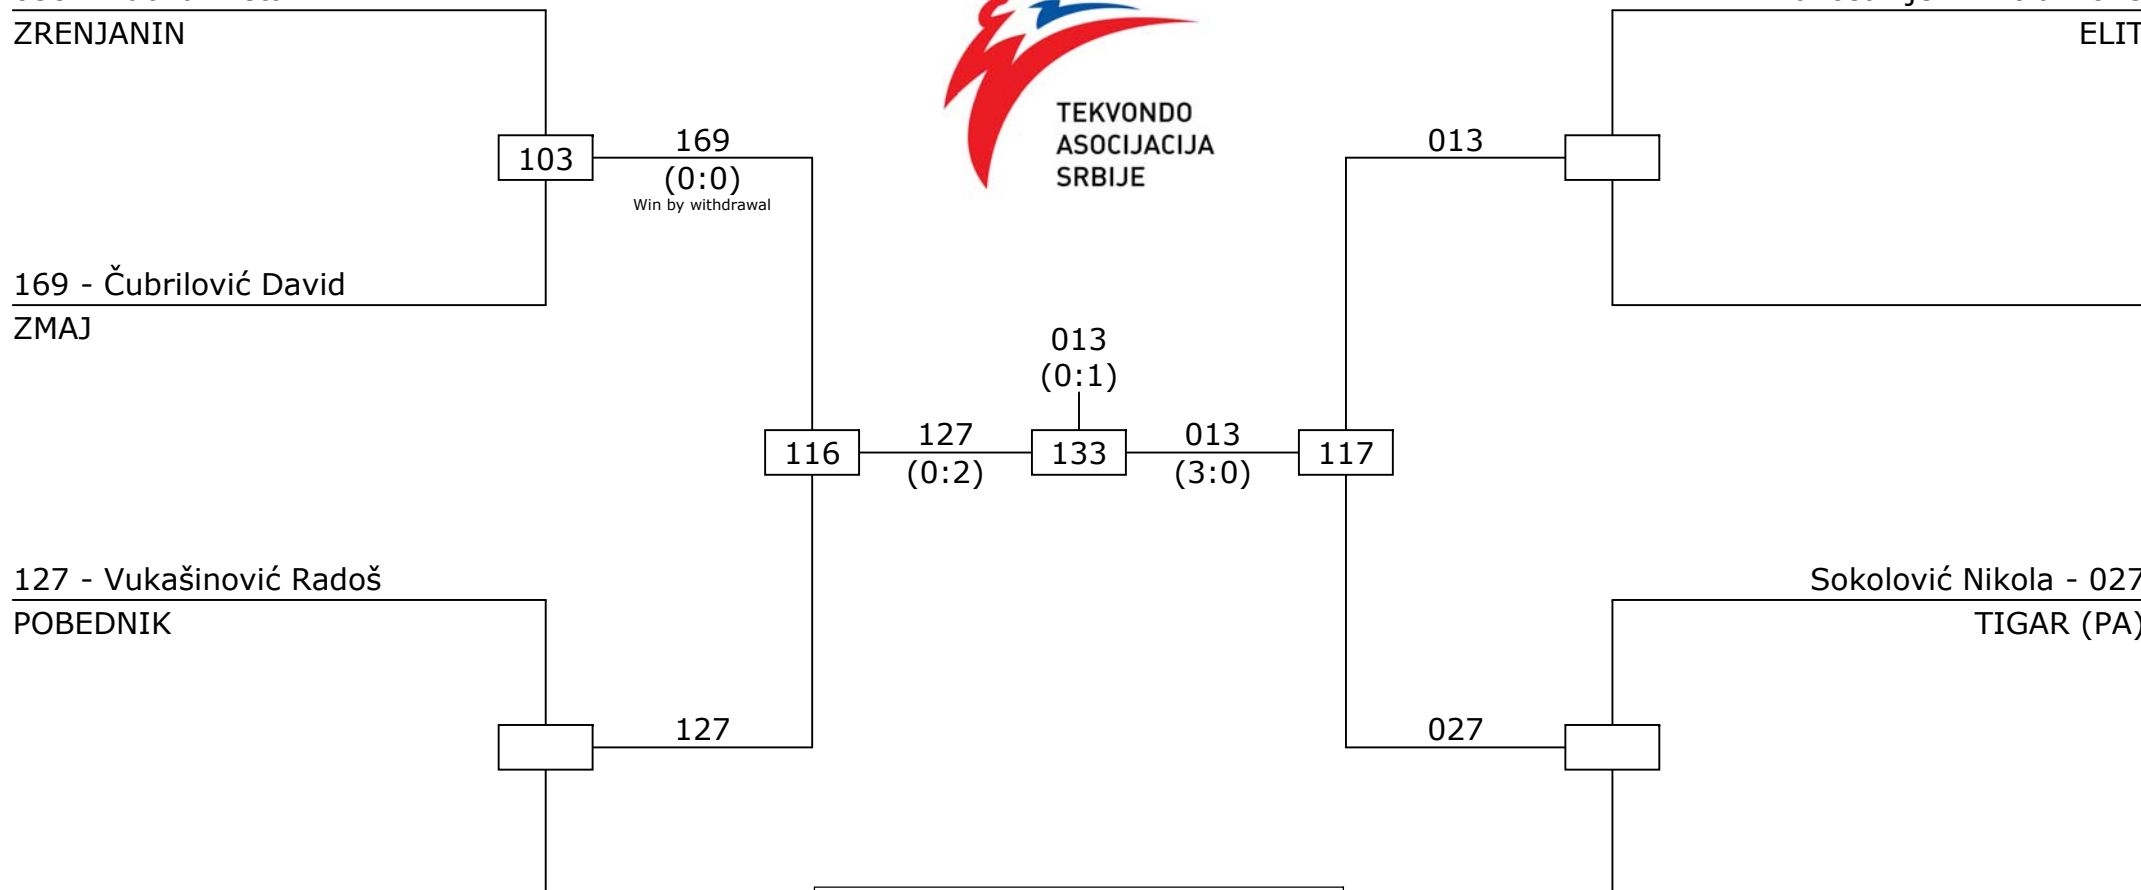 ZRENJANIN
ELIT
TEKVONDO
ASOCIJACIJA
SRBIJE
103
169
(0:0)
Win by withdrawal
013
169 - Čubrilović David
ZMAJ
013
(0:1)
116
127
(0:2)
133
013
(3:0)
117
127 - Vukašinović Radoš
POBEDNIK
Sokolović Nikola - 027
TIGAR (PA)
127
027